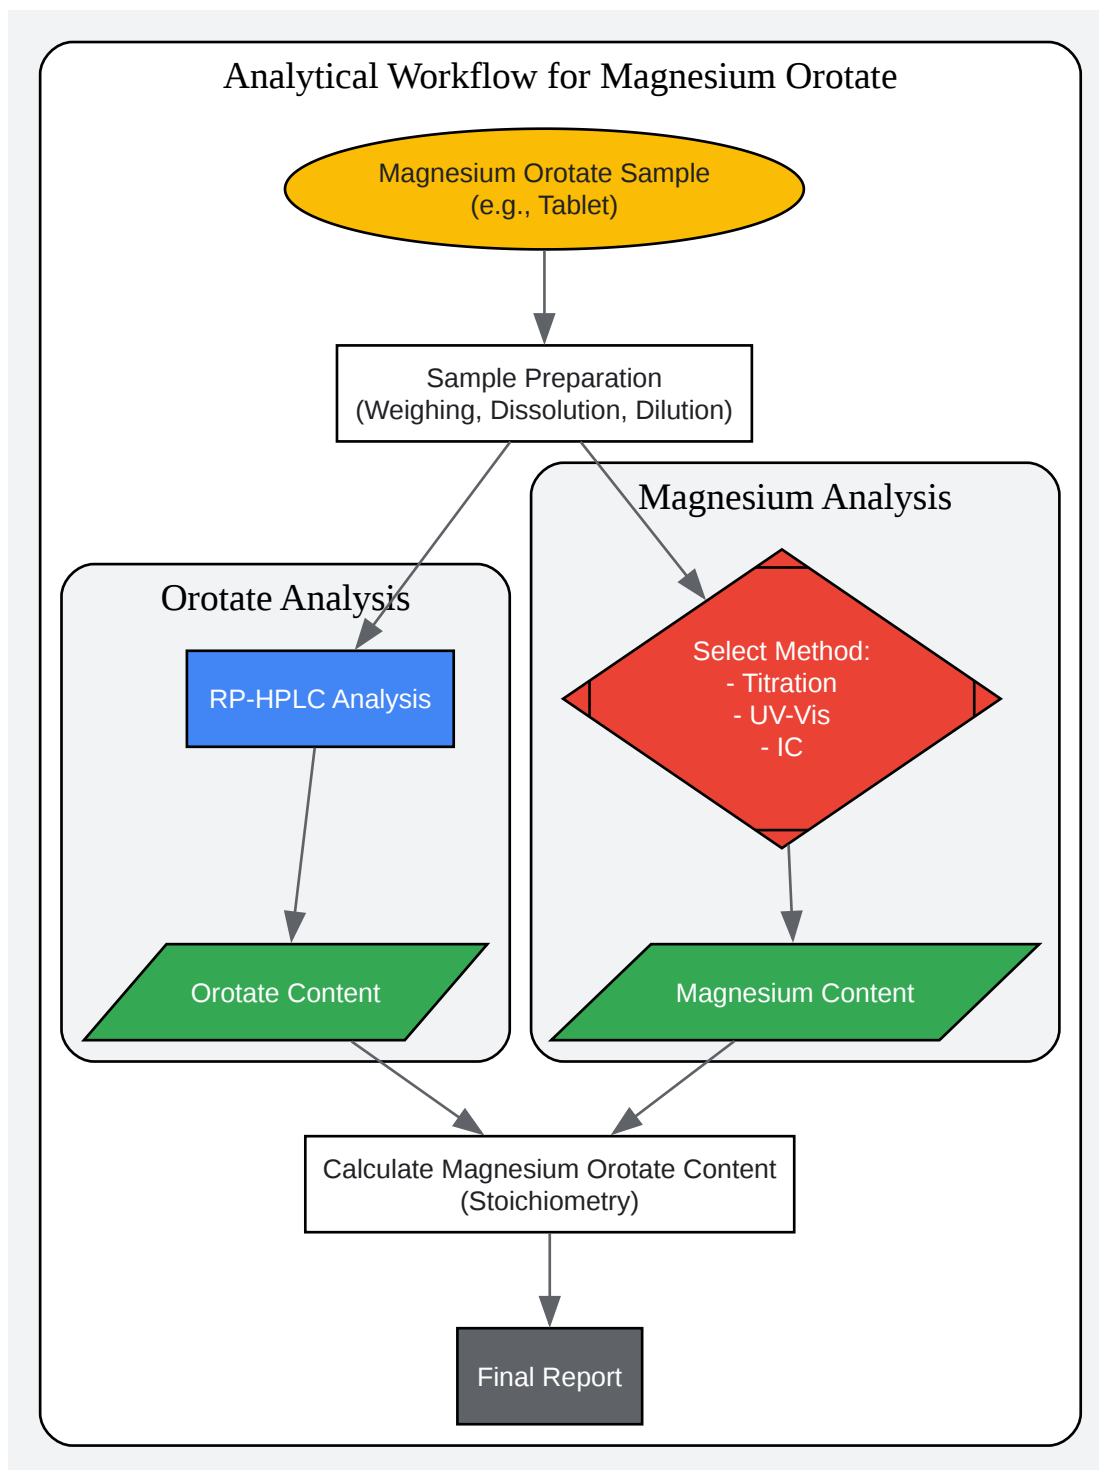 Analytical Workflow for Magnesium Orotate
Magnesium Orotate Sample
(e.g., Tablet)
Sample Preparation
(Weighing, Dissolution, Dilution)
Magnesium Analysis
Orotate Analysis
Select Method:
- Titration
- UV-Vis
- IC
RP-HPLC Analysis
Orotate Content
Magnesium Content
Calculate Magnesium Orotate Content
(Stoichiometry)
Final Report